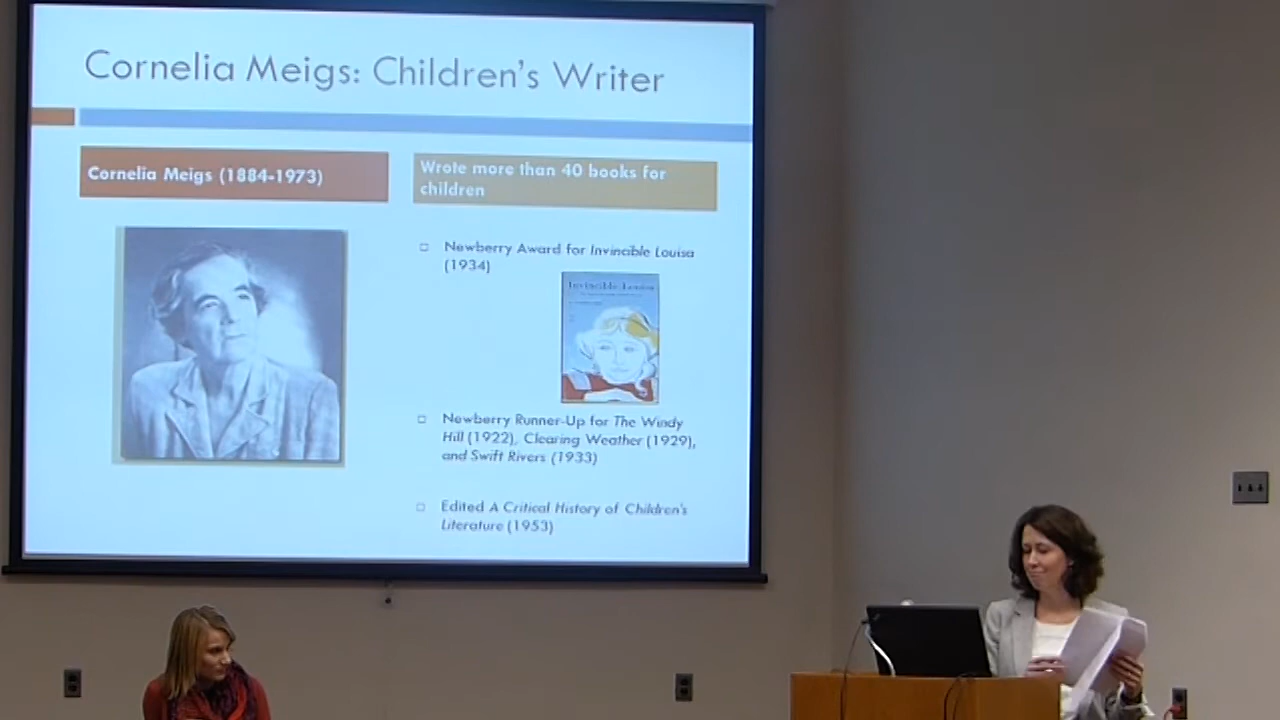 Cornelia Meigs: Children's Writer
Cornelia Meigs (1884-1973)
Wrote more than 40 books for
children
Newberry Award for Invincible Louisa
(1934)
Invincible Louisa
Newberry Runner-Up for The Windy
Hill (1922), Clearing Weather (1929),
and Swift Rivers (1933)
Edited A Critical History of Children's
Literature (1953)